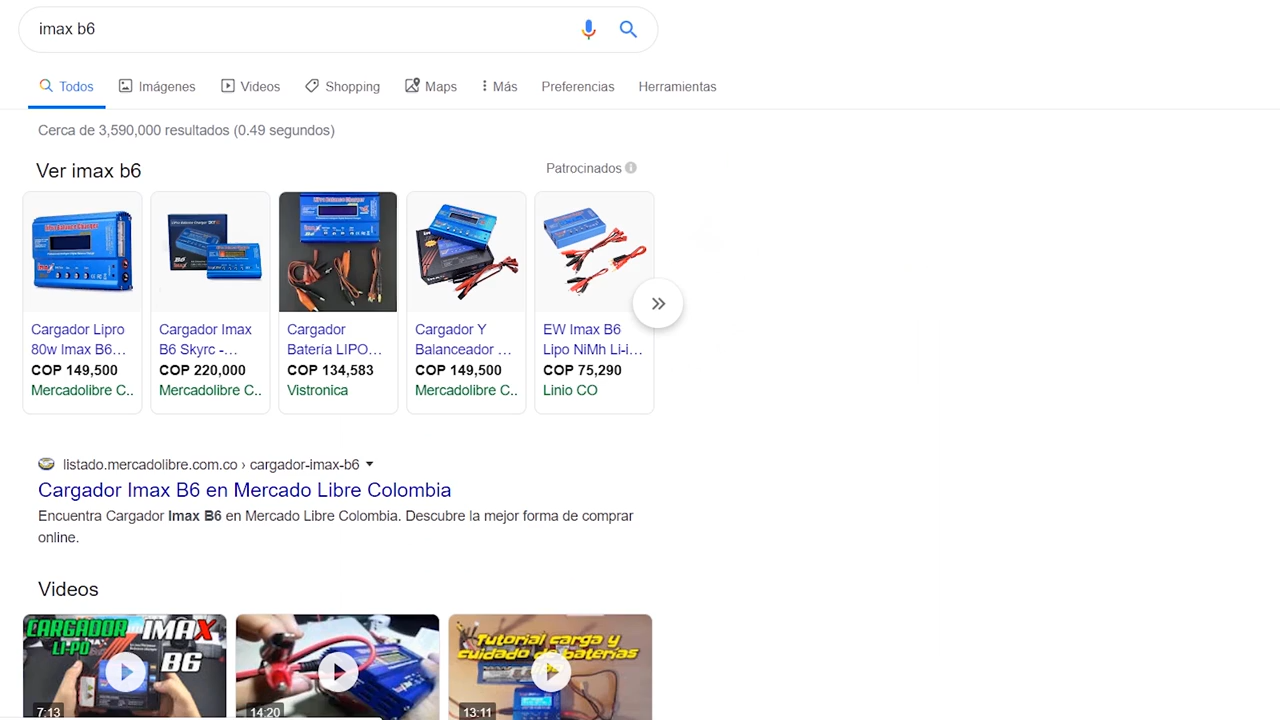 imax b6
Todos Imágenes Videos Shopping Maps Más Preferencias Herramientas
Cerca de 3,590,000 resultados (0.49 segundos)
Ver imax b6
Patrocinados
Cargador Lipro
80w Imax B6...
COP 149,500
Mercadolibre C..
Cargador Imax
B6 Skyrc -...
COP 220,000
Mercadolibre C..
Cargador
Batería LIPO...
COP 134,583
Vistronica
Cargador Y
Balanceador ...
COP 149,500
Mercadolibre C..
EW Imax B6
Lipo NiMh Li-i...
COP 75,290
Linio CO
listado.mercadolibre.com.co › cargador-imax-b6
Cargador Imax B6 en Mercado Libre Colombia
Encuentra Cargador Imax B6 en Mercado Libre Colombia. Descubre la mejor forma de comprar
online.
Videos
CARGADOR IMAX
LI-PO B6
7:13
14:20
Tutorial carga y
cuidado de baterías
13:11